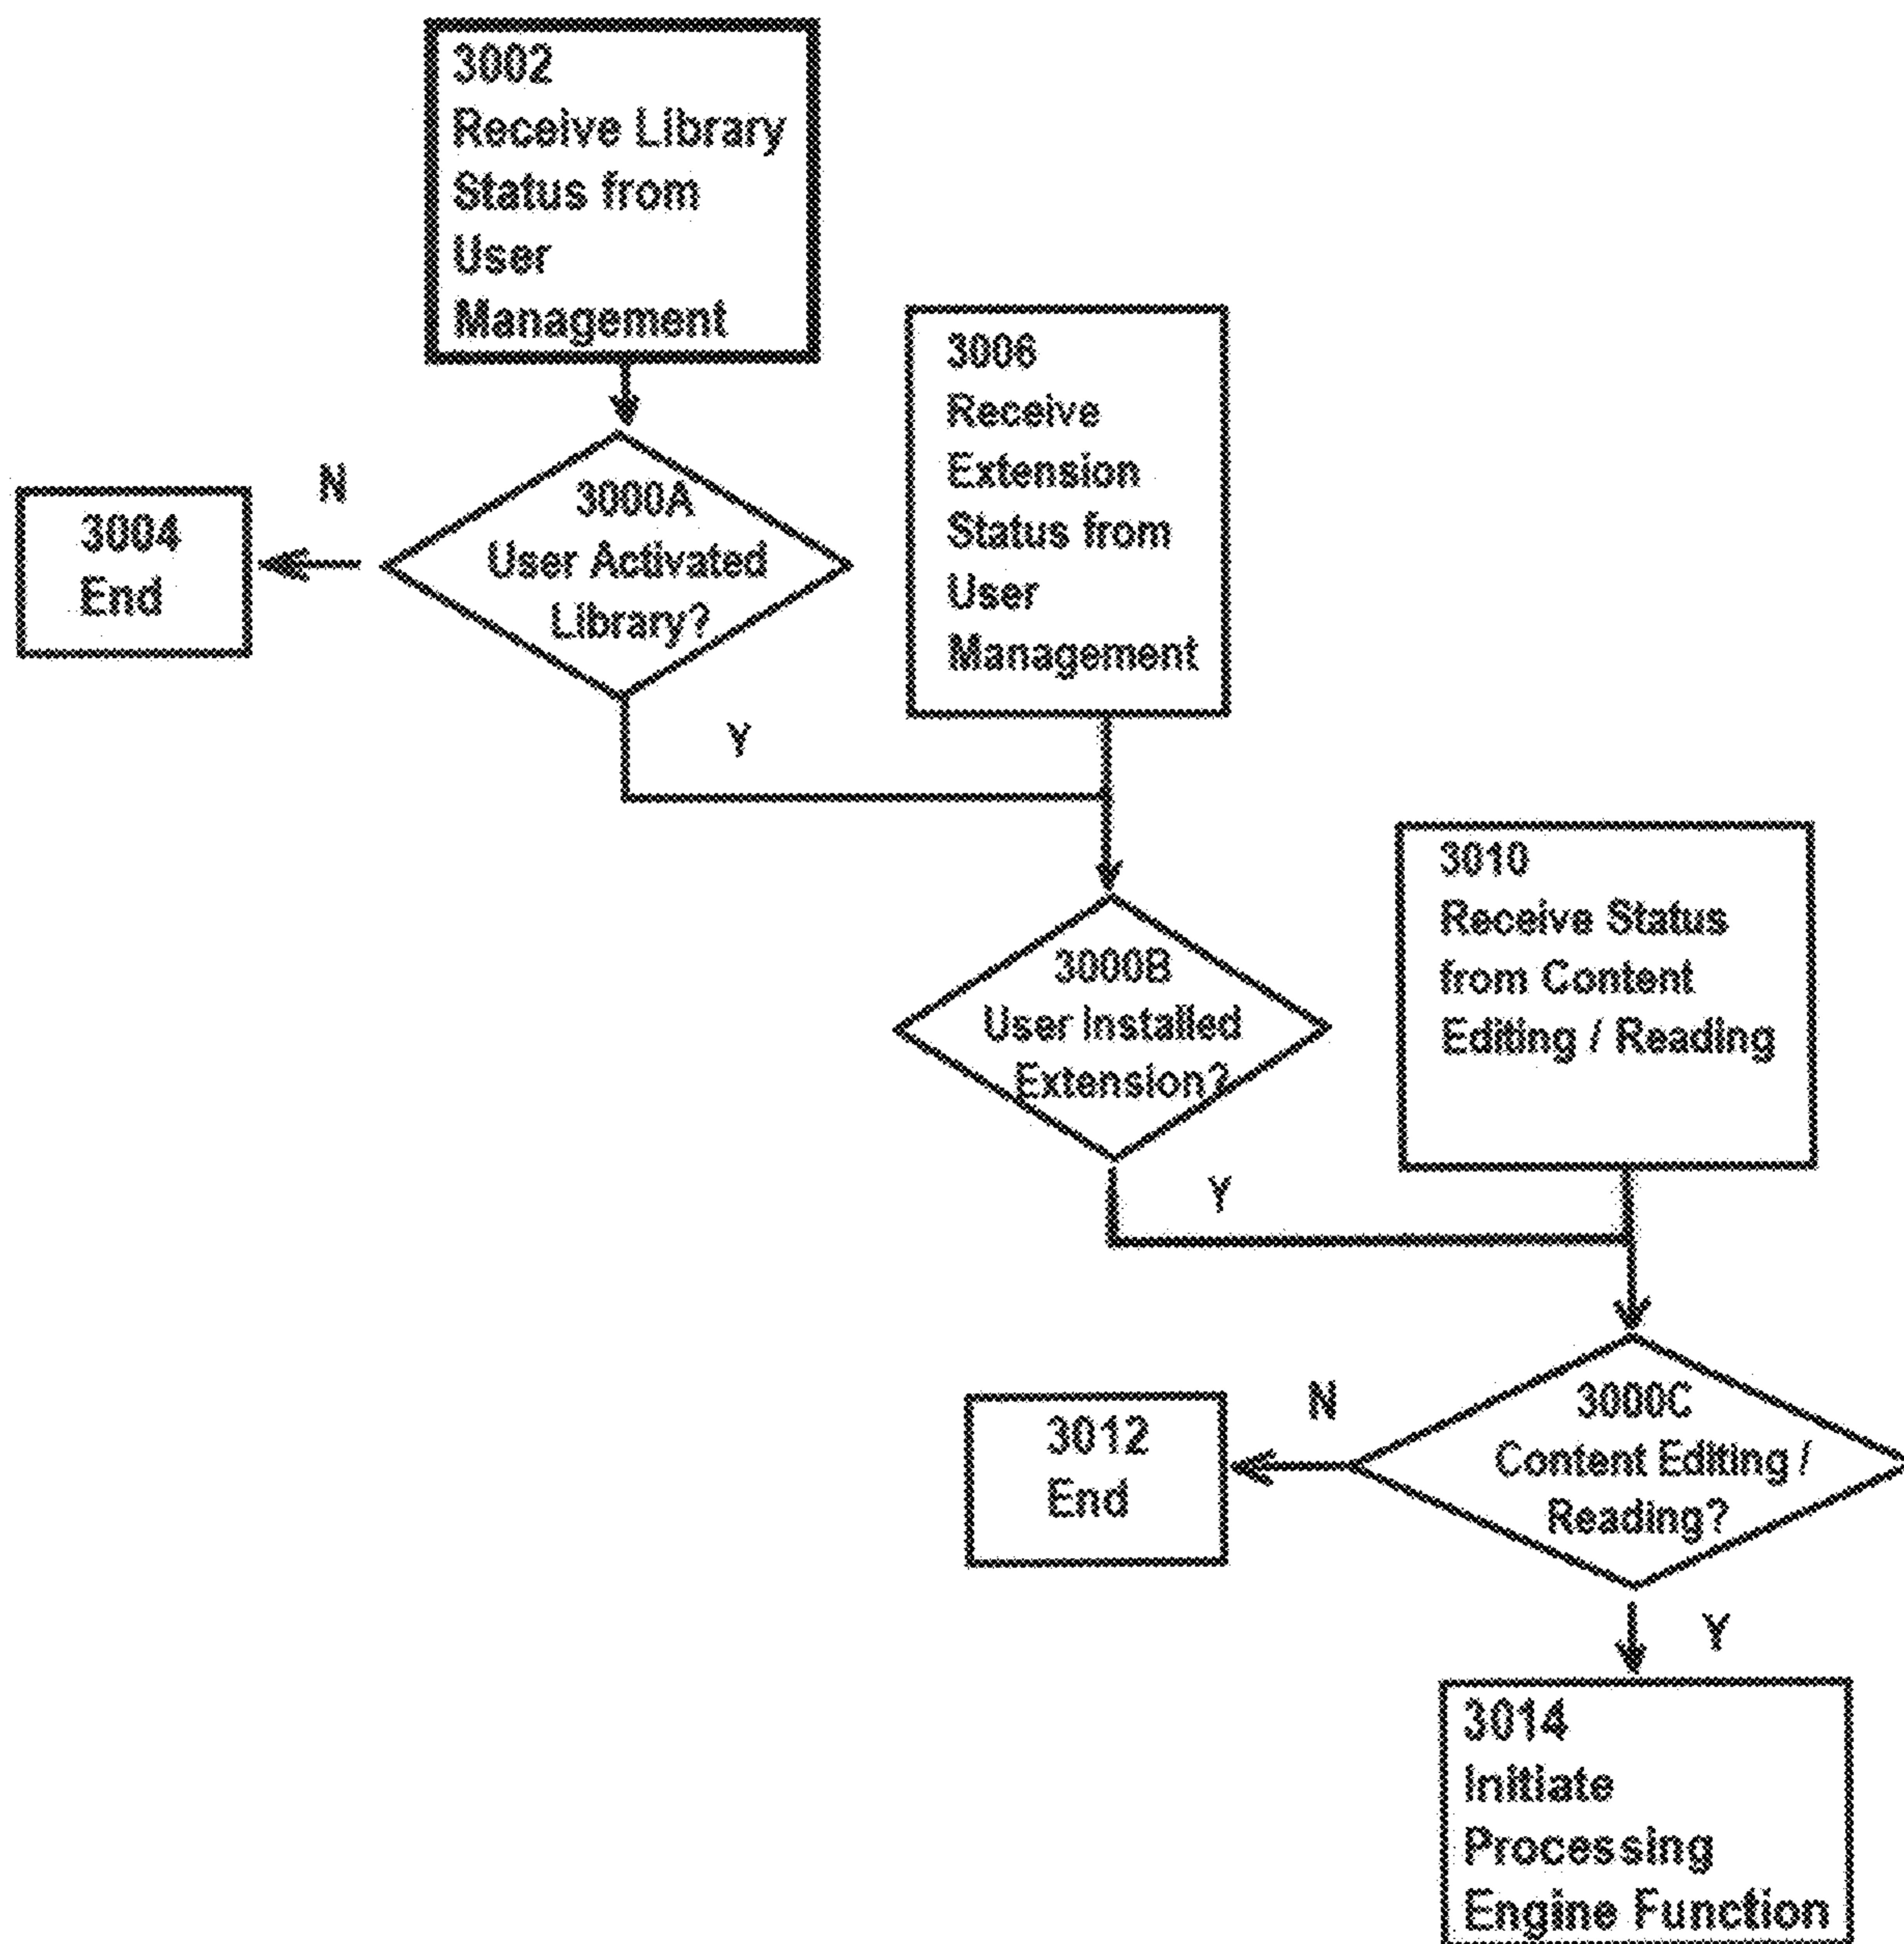 3002
Receive Library
Status from
User
Management
3006
Receive
Extension
Status from
User
Management
N
3004
End
3000A
User Activated
Library?
Y
3010
Receive Status
from Content
Editing / Reading
3000B
User Installed
Extension?
Y
N
3012
End
3000C
Content Editing /
Reading?
Y
3014
Initiate
Processing
Engine Function